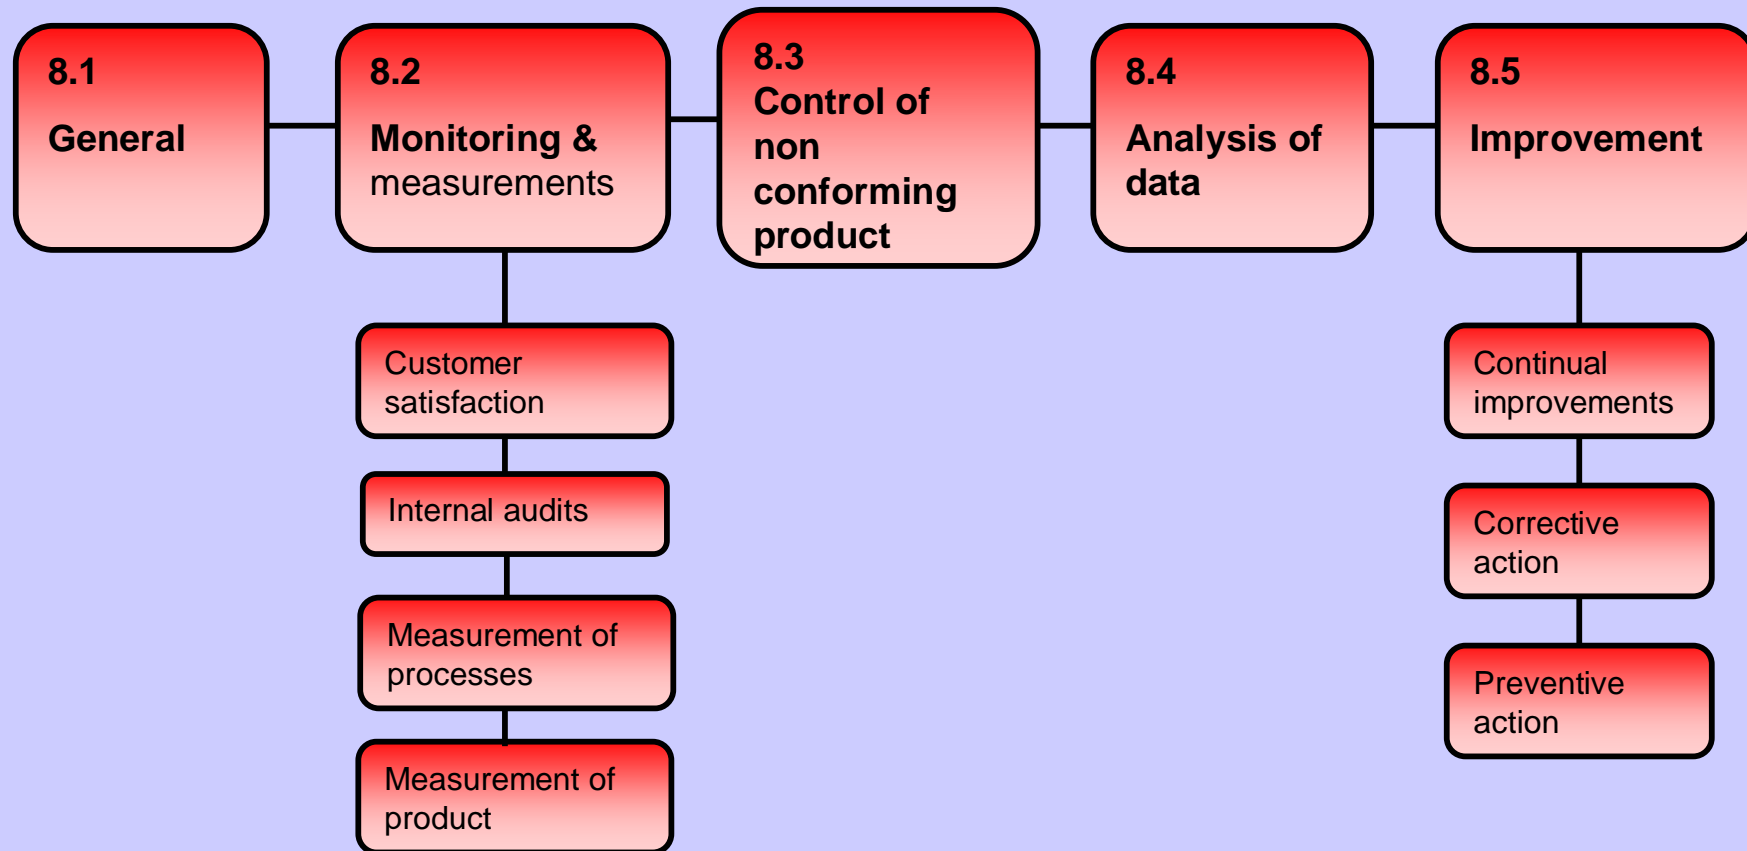 8.1
General
8.2
Monitoring &
measurements
8.3
Control of
non
conforming
product
8.4
Analysis of
data
8.5
Improvement
Customer
satisfaction
Internal audits
Measurement of
processes
Measurement of
product
Continual
improvements
Corrective
action
Preventive
action